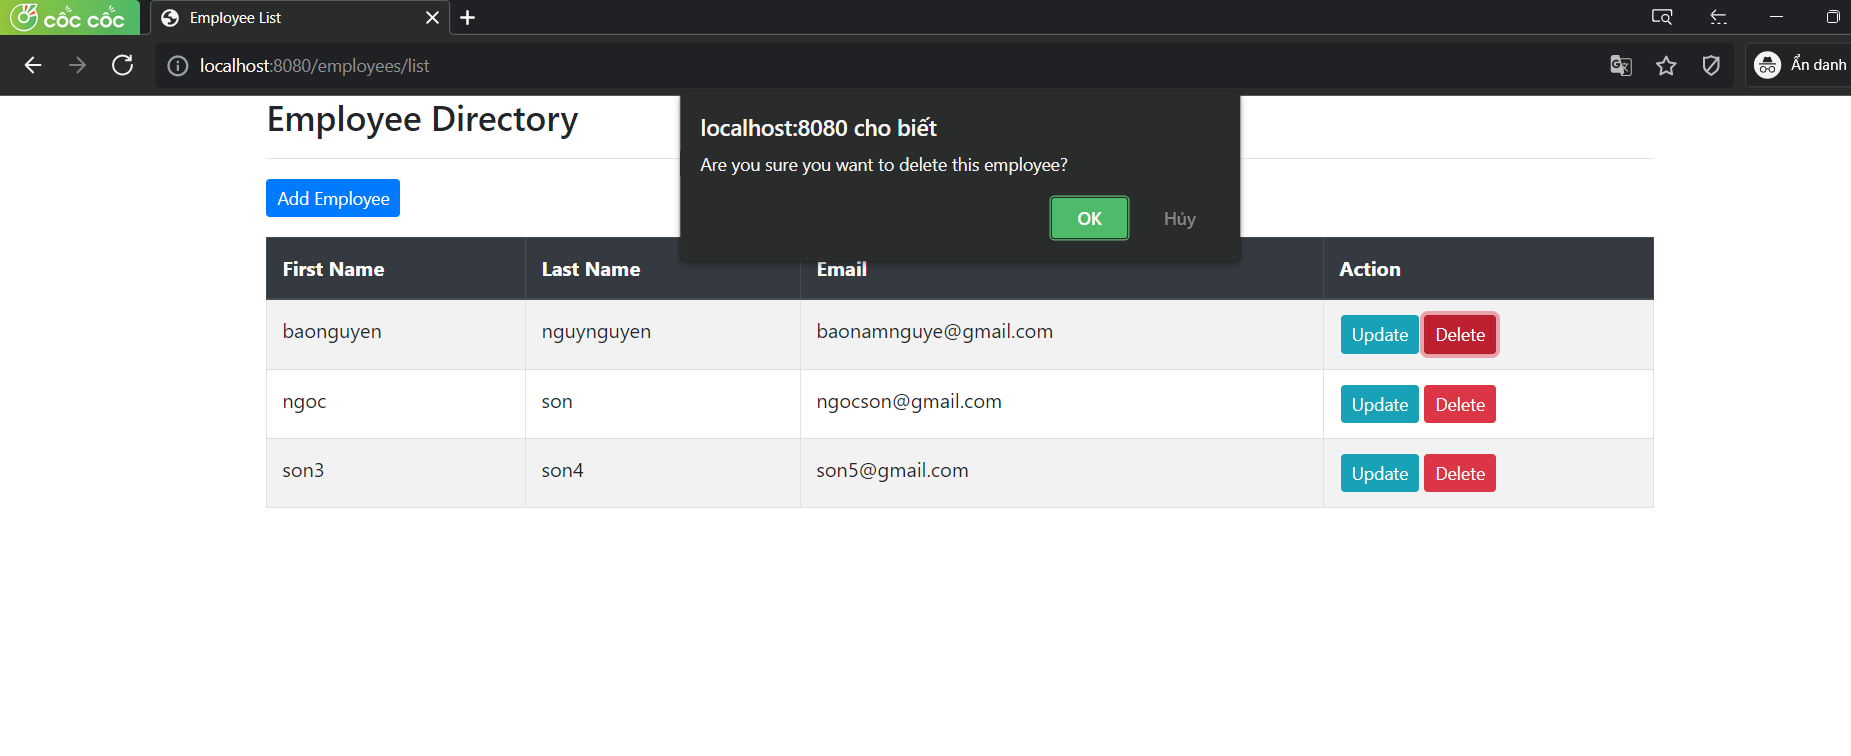 cốc cốc
Employee List
localhost:8080/employees/list
Ẩn danh
Employee Directory
localhost:8080 cho biết
Are you sure you want to delete this employee?
OK
Hủy
Add Employee
First Name Last Name Email Action
baonguyen nguynguyen baonamnguye@gmail.com Update Delete
ngoc son ngocson@gmail.com Update Delete
son3 son4 son5@gmail.com Update Delete